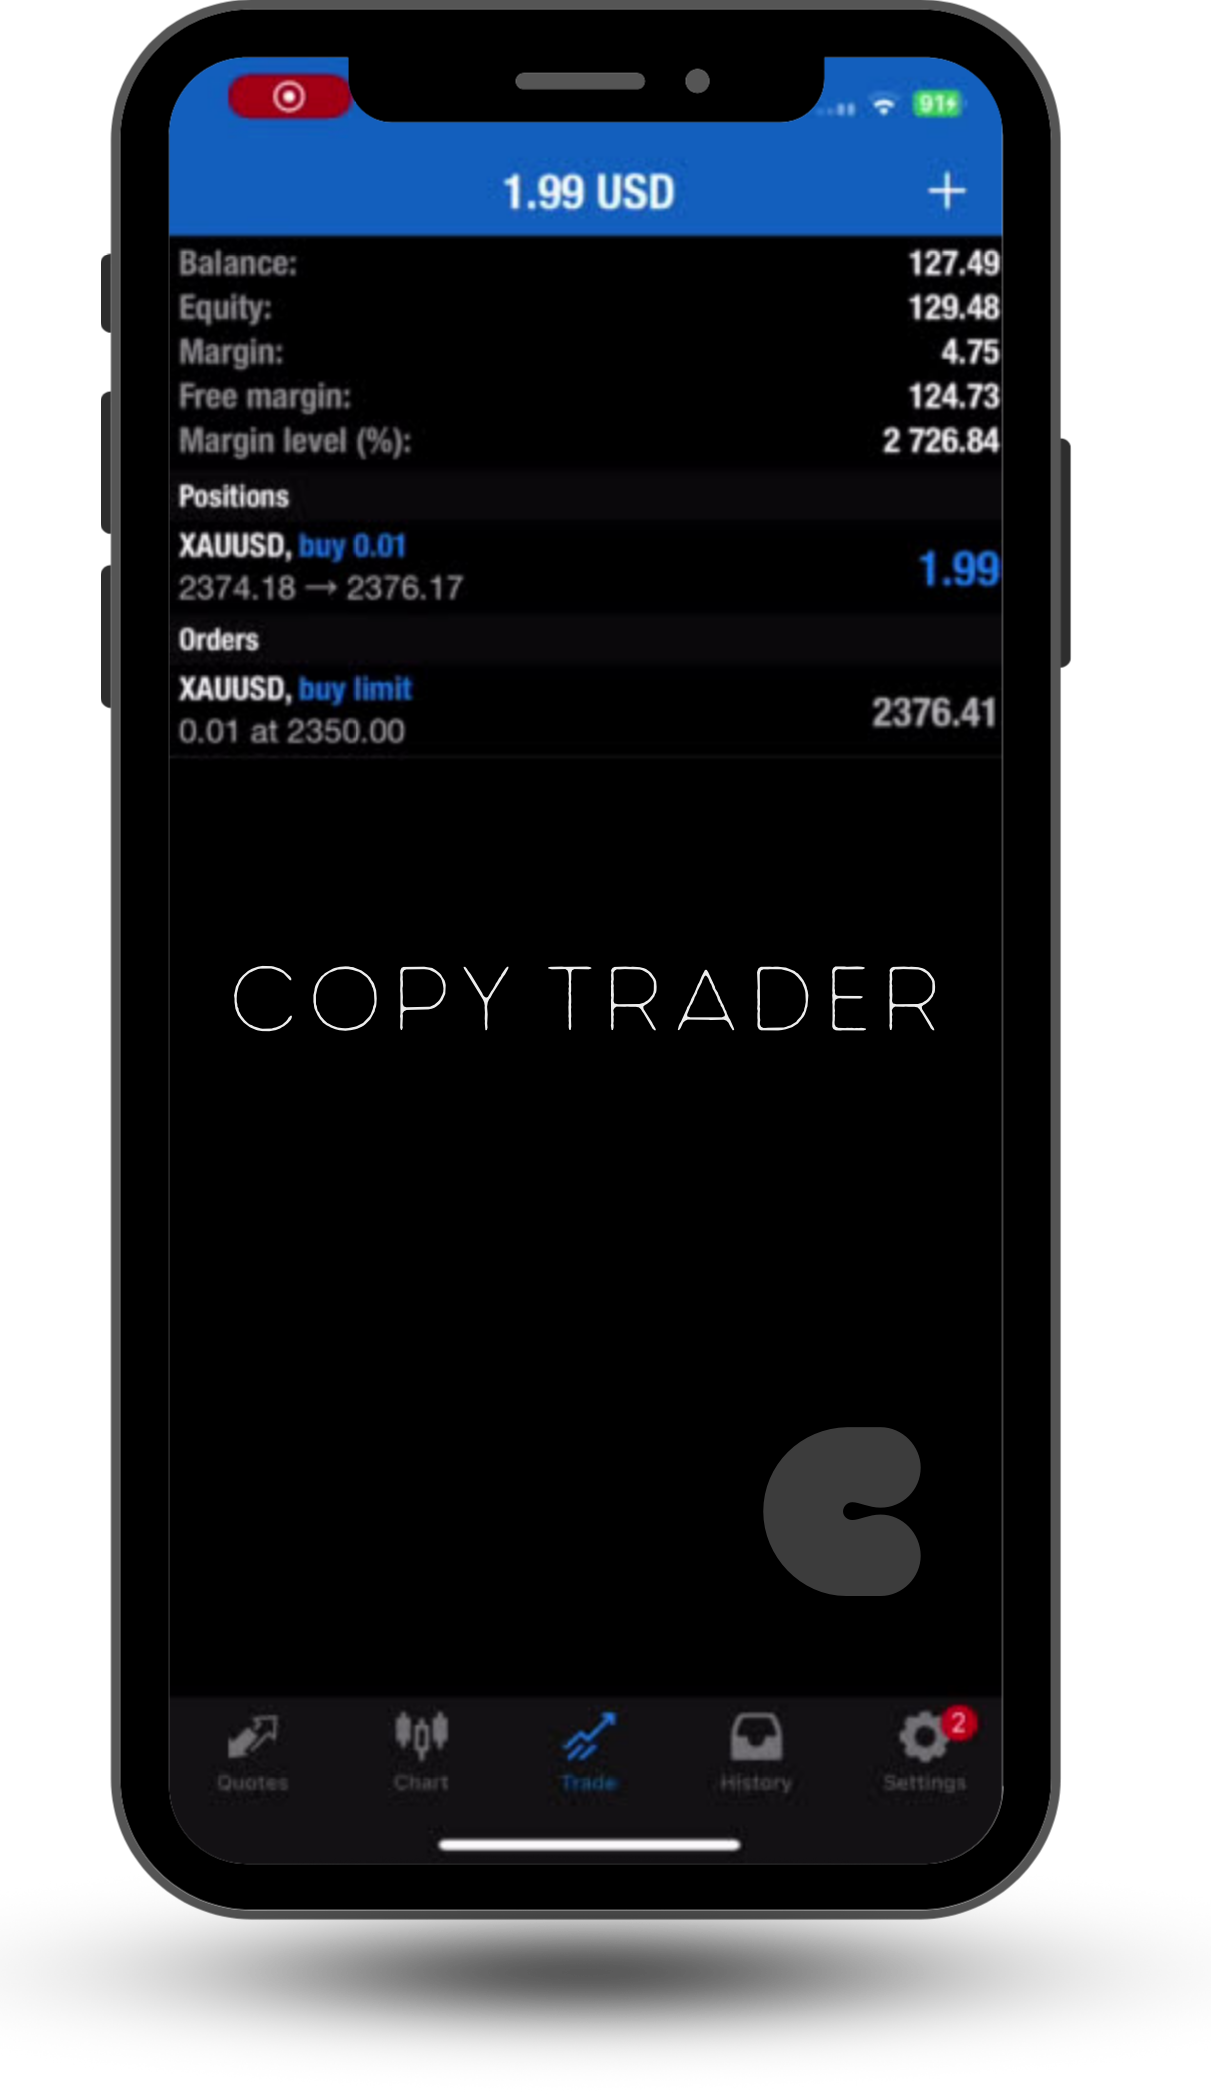 91
1.99 USD
Balance: 127.49
Equity: 129.48
Margin: 4.75
Free margin: 124.73
Margin level (%): 2 726.84
Positions
XAUUSD, buy 0.01
2374.18 → 2376.17 1.99
Orders
XAUUSD, buy limit
0.01 at 2350.00 2376.41
COPY TRADER
2
Quotes Chart Trade History Settings